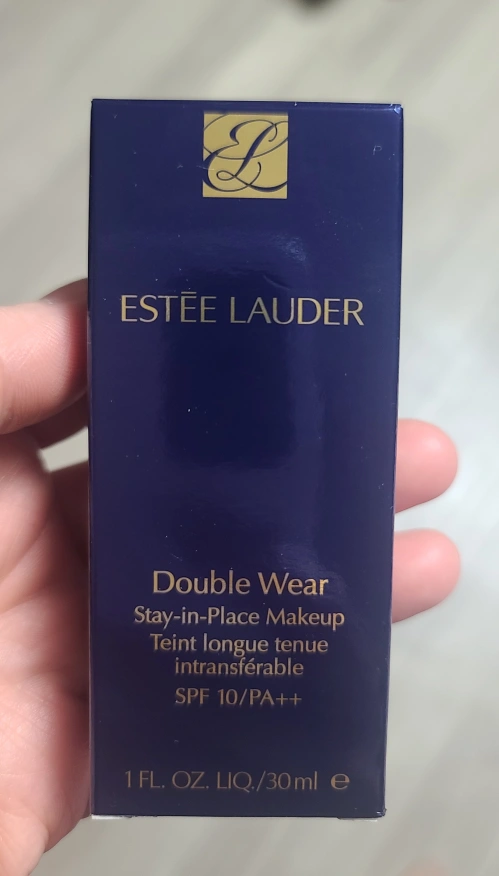 EL
ESTĒE LAUDER
Double Wear
Stay-in-Place Makeup
Teint longue tenue
intransférable
SPF 10/PA++
1 FL. OZ. LIQ./30ml ℮